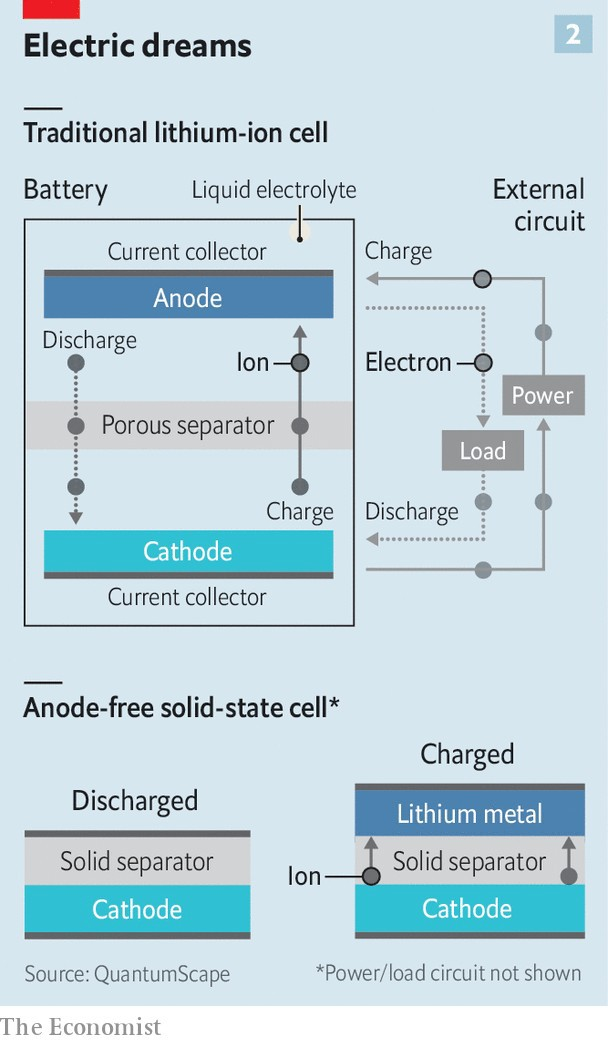 Electric dreams
2
Traditional lithium-ion cell
Battery
Liquid electrolyte
External
circuit
Current collector
Charge
Anode
Discharge
Ion
Electron
Power
Porous separator
Load
Charge
Discharge
Cathode
Current collector
Anode-free solid-state cell*
Charged
Discharged
Lithium metal
Solid separator
Solid separator
Ion
Cathode
Cathode
Source: QuantumScape
*Power/load circuit not shown
The Economist